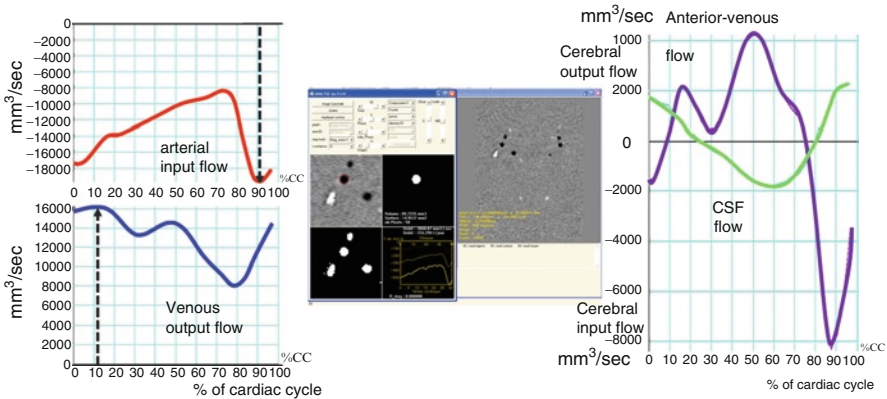 mm³/sec
0
−2000
−4000
−6000
−8000
−10000
−12000
−14000
−16000
−18000
arterial
input flow
0 10 20 30 40 50 60 70 80 90 100
%CC
mm³/sec
16000
14000
12000
10000
8000
6000
4000
2000
0
Venous
output flow
%CC
0 10 20 30 40 50 60 70 80 90 100
% of cardiac cycle
mm³/sec
Anterior-venous
flow
Cerebral
output flow
1000
2000
0
−2000
−4000
−6000
−8000
CSF
flow
Cerebral
input flow
mm³/sec
%CC
0 10 20 30 40 50 60 70 80 90 100
% of cardiac cycle